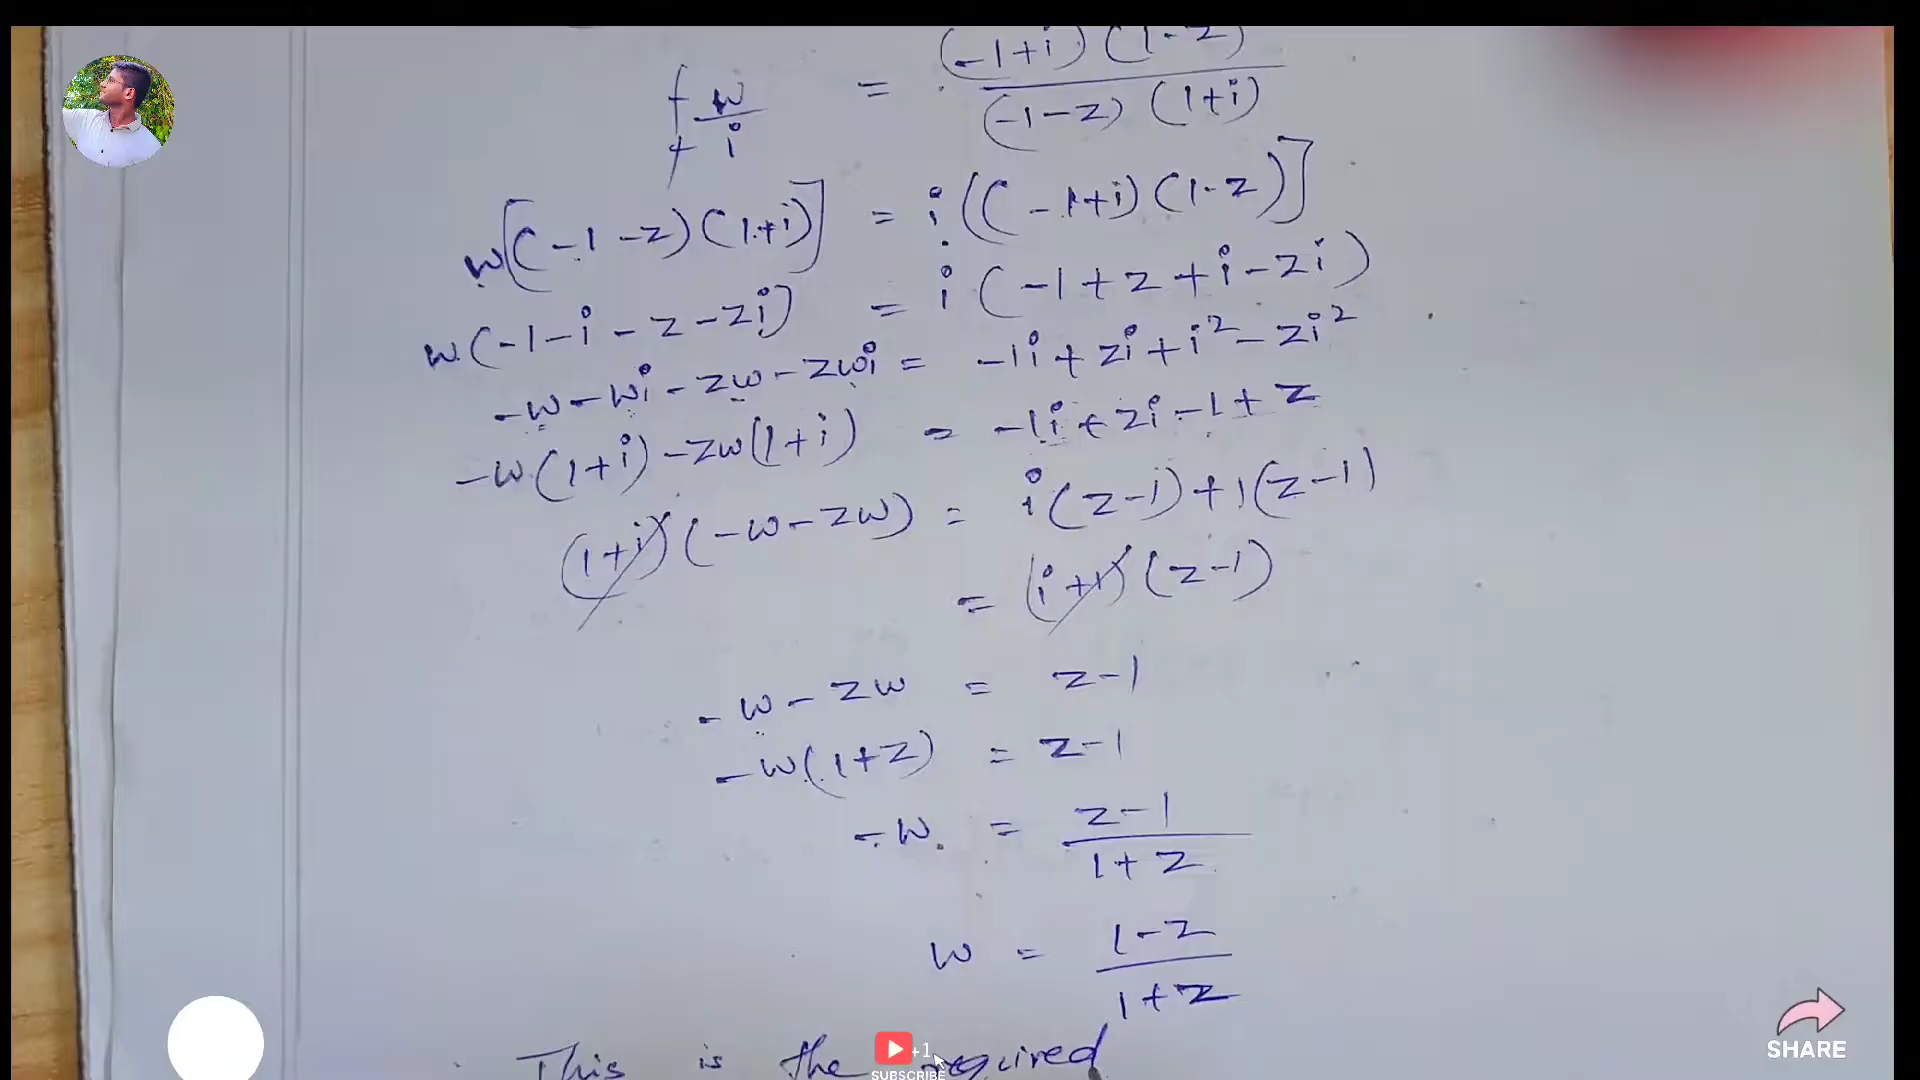 -w/-i = (-1+i)(1-z)/(-1-z)(1+i)
w[(-1-z)(1+i)] = i((-1+i)(1-z)]
w(-1-i-z-zi) = i(-1+z+i-zi)
-w-wi-zw-zwi = -1i+zi+i²-zi²
-w(1+i)-zw(1+i) = -1i+zi-1+z
(1+i)(-w-zw) = i(z-1)+1(z-1)
= (i+1)(z-1)
-w-zw = z-1
-w(1+z) = z-1
-w = z-1/1+z
w = 1-z/1+z
This is the required
+1
SUBSCRIBE
SHARE